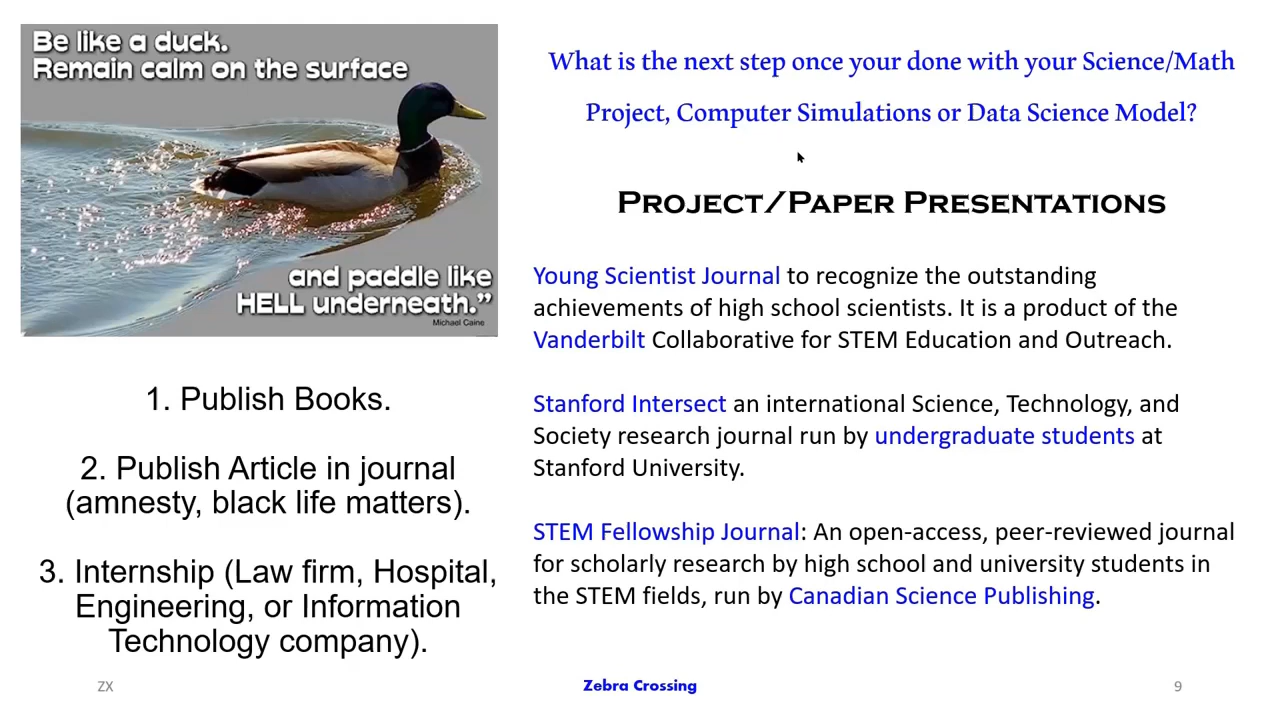 Be like a duck.
Remain calm on the surface
and paddle like
HELL underneath.”
Michael Caine
1. Publish Books.
2. Publish Article in journal
(amnesty, black life matters).
3. Internship (Law firm, Hospital,
Engineering, or Information
Technology company).
What is the next step once your done with your Science/Math
Project, Computer Simulations or Data Science Model?
Project/Paper Presentations
Young Scientist Journal to recognize the outstanding
achievements of high school scientists. It is a product of the
Vanderbilt Collaborative for STEM Education and Outreach.
Stanford Intersect an international Science, Technology, and
Society research journal run by undergraduate students at
Stanford University.
STEM Fellowship Journal: An open-access, peer-reviewed journal
for scholarly research by high school and university students in
the STEM fields, run by Canadian Science Publishing.
ZX
Zebra Crossing
9